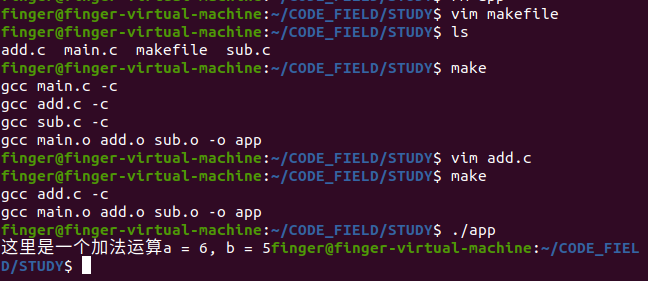 finger@finger-virtual-machine:~/CODE_FIELD/STUDY$ vim makefile
finger@finger-virtual-machine:~/CODE_FIELD/STUDY$ ls
add.c  main.c  makefile  sub.c
finger@finger-virtual-machine:~/CODE_FIELD/STUDY$ make
gcc main.c -c
gcc add.c -c
gcc sub.c -c
gcc main.o add.o sub.o -o app
finger@finger-virtual-machine:~/CODE_FIELD/STUDY$ vim add.c
finger@finger-virtual-machine:~/CODE_FIELD/STUDY$ make
gcc add.c -c
gcc main.o add.o sub.o -o app
finger@finger-virtual-machine:~/CODE_FIELD/STUDY$ ./app
这里是一个加法运算a = 6, b = 5finger@finger-virtual-machine:~/CODE_FIEL
D/STUDY$